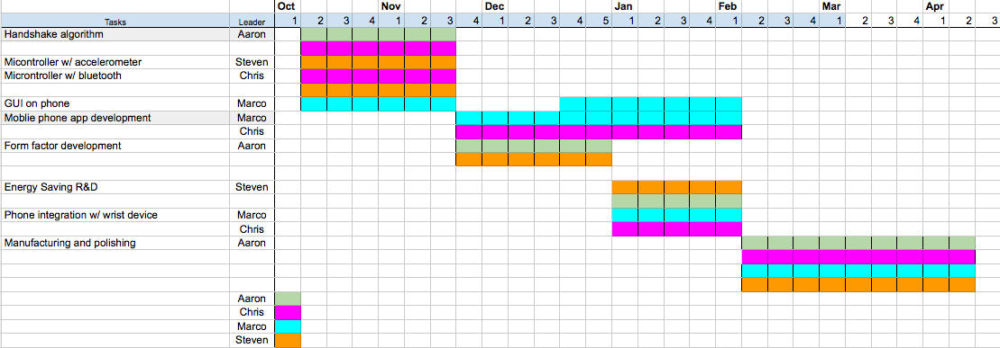 Oct Nov Dec Jan Feb Mar Apr
Tasks Leader 1 2 3 4 1 2 3 4 1 2 3 4 5 1 2 3 4 1 2 3 4 1 2 3 4 1 2 3
Handshake algorithm Aaron
Micontroller w/ accelerometer Steven
Microntroller w/ bluetooth Chris
GUI on phone Marco
Moblie phone app development Marco
Chris
Form factor development Aaron
Energy Saving R&D Steven
Phone integration w/ wrist device Marco
Chris
Manufacturing and polishing Aaron
Aaron
Chris
Marco
Steven